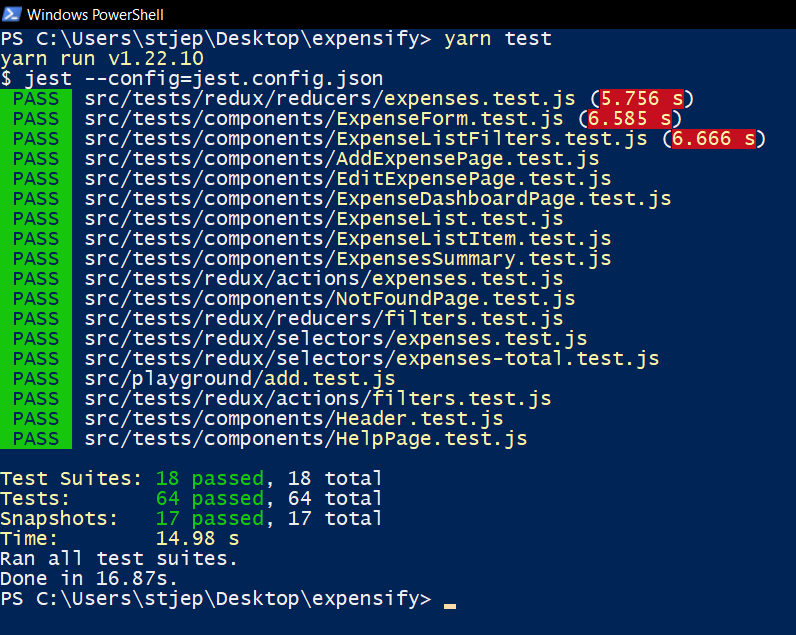 Windows PowerShell
PS C:\Users\stjep\Desktop\expensify> yarn test
yarn run v1.22.10
$ jest --config=jest.config.json
PASS src/tests/redux/reducers/expenses.test.js (5.756 s)
PASS src/tests/components/ExpenseForm.test.js (6.585 s)
PASS src/tests/components/ExpenseListFilters.test.js (6.666 s)
PASS src/tests/components/AddExpensePage.test.js
PASS src/tests/components/EditExpensePage.test.js
PASS src/tests/components/ExpenseDashboardPage.test.js
PASS src/tests/components/ExpenseList.test.js
PASS src/tests/components/ExpenseListItem.test.js
PASS src/tests/components/ExpensesSummary.test.js
PASS src/tests/redux/actions/expenses.test.js
PASS src/tests/components/NotFoundPage.test.js
PASS src/tests/redux/reducers/filters.test.js
PASS src/tests/redux/selectors/expenses.test.js
PASS src/tests/redux/selectors/expenses-total.test.js
PASS src/playground/add.test.js
PASS src/tests/redux/actions/filters.test.js
PASS src/tests/components/Header.test.js
PASS src/tests/components/HelpPage.test.js
Test Suites: 18 passed, 18 total
Tests: 64 passed, 64 total
Snapshots: 17 passed, 17 total
Time: 14.98 s
Ran all test suites.
Done in 16.87s.
PS C:\Users\stjep\Desktop\expensify>